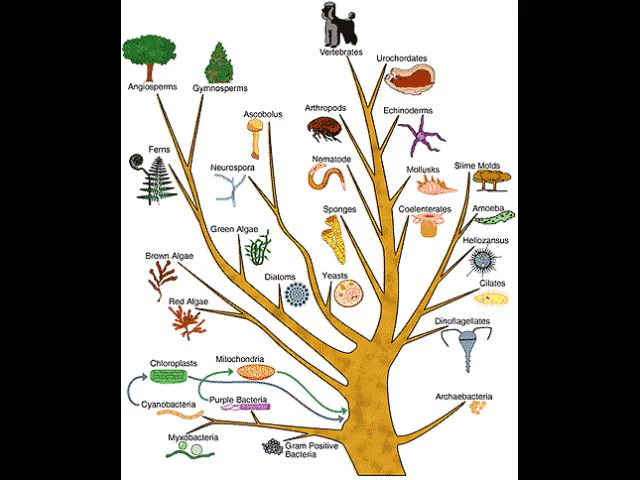 Vertebrates
Urochordates
Angiosperms
Gymnosperms
Ascobolus
Arthropods
Echinoderms
Ferns
Neurospora
Nematode
Mollusks
Slime Molds
Sponges
Coelenterates
Amoeba
Green Algae
Heliozansus
Brown Algae
Diatoms
Yeasts
Cilates
Red Algae
Dinoflagellates
Chloroplasts
Mitochondria
Cyanobacteria
Purple Bacteria
Archaebacteria
Myxobacteria
Gram Positive
Bacteria